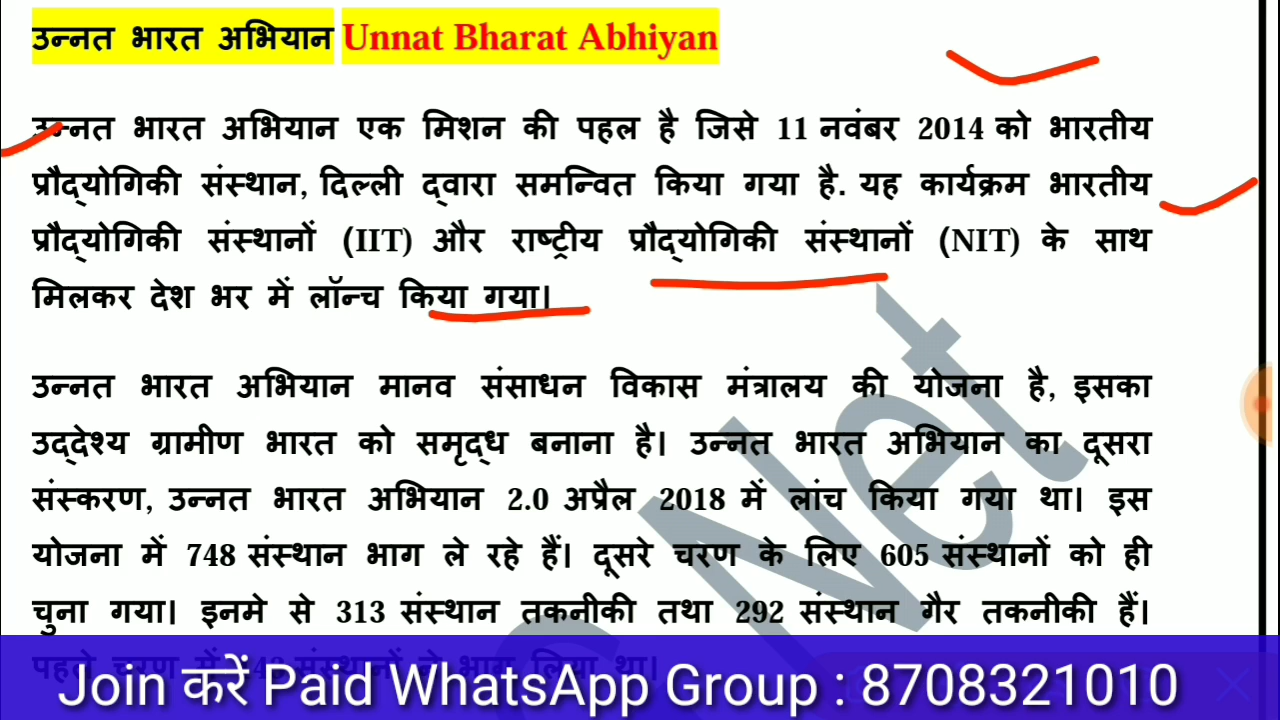 उन्नत भारत अभियान Unnat Bharat Abhiyan
उन्नत भारत अभियान एक मिशन की पहल है जिसे 11 नवंबर 2014 को भारतीय
प्रौद्योगिकी संस्थान, दिल्ली द्वारा समन्वित किया गया है. यह कार्यक्रम भारतीय
प्रौद्योगिकी संस्थानों (IIT) और राष्ट्रीय प्रौद्योगिकी संस्थानों (NIT) के साथ
मिलकर देश भर में लॉन्च किया गया।
उन्नत भारत अभियान मानव संसाधन विकास मंत्रालय की योजना है, इसका
उद्देश्य ग्रामीण भारत को समृद्ध बनाना है। उन्नत भारत अभियान का दूसरा
संस्करण, उन्नत भारत अभियान 2.0 अप्रैल 2018 में लांच किया गया था। इस
योजना में 748 संस्थान भाग ले रहे हैं। दूसरे चरण के लिए 605 संस्थानों को ही
चुना गया। इनमे से 313 संस्थान तकनीकी तथा 292 संस्थान गैर तकनीकी हैं।
पहले चरण में संस्थानों ने भाग लिया था।
Join करें Paid WhatsApp Group : 8708321010
Net